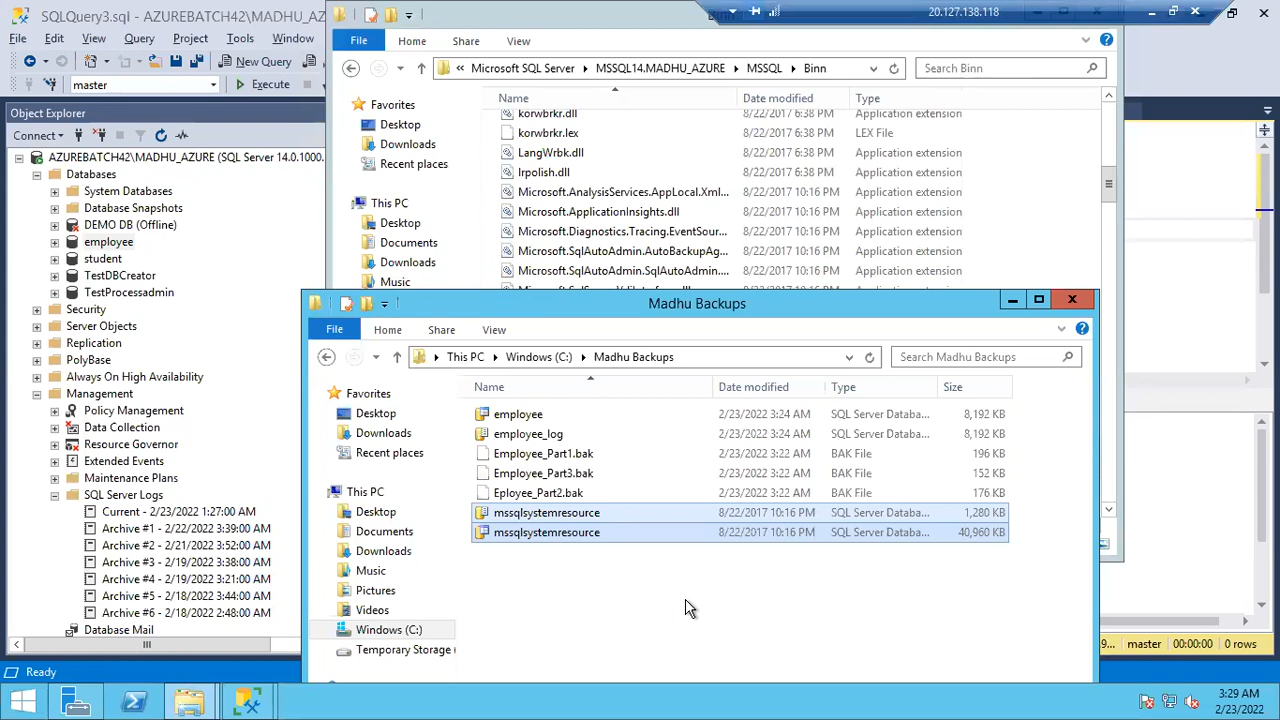 SQLQuery3.sql - AZUREBATCH42\MADHU_A
20.127.138.118
File Edit View Query Project Tools Window
New Query
master Execute
Object Explorer
Connect
AZUREBATCH42\MADHU_AZURE (SQL Server 14.0.1000.
Databases
System Databases
Database Snapshots
DEMO DB (Offline)
employee
student
TestDBCreator
TestProcessadmin
Security
Server Objects
Replication
PolyBase
Always On High Availability
Management
Policy Management
Data Collection
Resource Governor
Extended Events
Maintenance Plans
SQL Server Logs
Current - 2/23/2022 1:27:00 AM
Archive #1 - 2/22/2022 3:39:00 AM
Archive #2 - 2/21/2022 3:52:00 AM
Archive #3 - 2/19/2022 3:38:00 AM
Archive #4 - 2/19/2022 3:21:00 AM
Archive #5 - 2/18/2022 3:44:00 AM
Archive #6 - 2/18/2022 2:48:00 AM
Database Mail
File Home Share View
Microsoft SQL Server MSSQL14.MADHU_AZURE MSSQL Binn Search Binn
Favorites
Desktop
Downloads
Recent places
This PC
Desktop
Documents
Downloads
Music
Name Date modified Type
korwbrkr.dll 8/22/2017 6:38 PM Application extension
korwbrkr.lex 8/22/2017 6:38 PM LEX File
LangWrbk.dll 8/22/2017 6:38 PM Application extension
lrpolish.dll 8/22/2017 6:38 PM Application extension
Microsoft.AnalysisServices.AppLocal.Xml... 8/22/2017 10:16 PM Application extension
Microsoft.ApplicationInsights.dll 8/22/2017 10:16 PM Application extension
Microsoft.Diagnostics.Tracing.EventSour... 8/22/2017 10:16 PM Application extension
Microsoft.SqlAutoAdmin.AutoBackupAg... 8/22/2017 10:16 PM Application extension
Microsoft.SqlAutoAdmin.SqlAutoAdmin.... 8/22/2017 10:16 PM Application extension
Madhu Backups
File Home Share View
This PC Windows (C:) Madhu Backups Search Madhu Backups
Favorites
Desktop
Downloads
Recent places
This PC
Desktop
Documents
Downloads
Music
Pictures
Videos
Windows (C:)
Temporary Storage (
Name Date modified Type Size
employee 2/23/2022 3:24 AM SQL Server Databa... 8,192 KB
employee_log 2/23/2022 3:24 AM SQL Server Databa... 8,192 KB
Employee_Part1.bak 2/23/2022 3:22 AM BAK File 196 KB
Employee_Part3.bak 2/23/2022 3:22 AM BAK File 152 KB
Eployee_Part2.bak 2/23/2022 3:22 AM BAK File 176 KB
mssqlsystemresource 8/22/2017 10:16 PM SQL Server Databa... 1,280 KB
mssqlsystemresource 8/22/2017 10:16 PM SQL Server Databa... 40,960 KB
9... master 00:00:00 0 rows
Ready
3:29 AM
2/23/2022